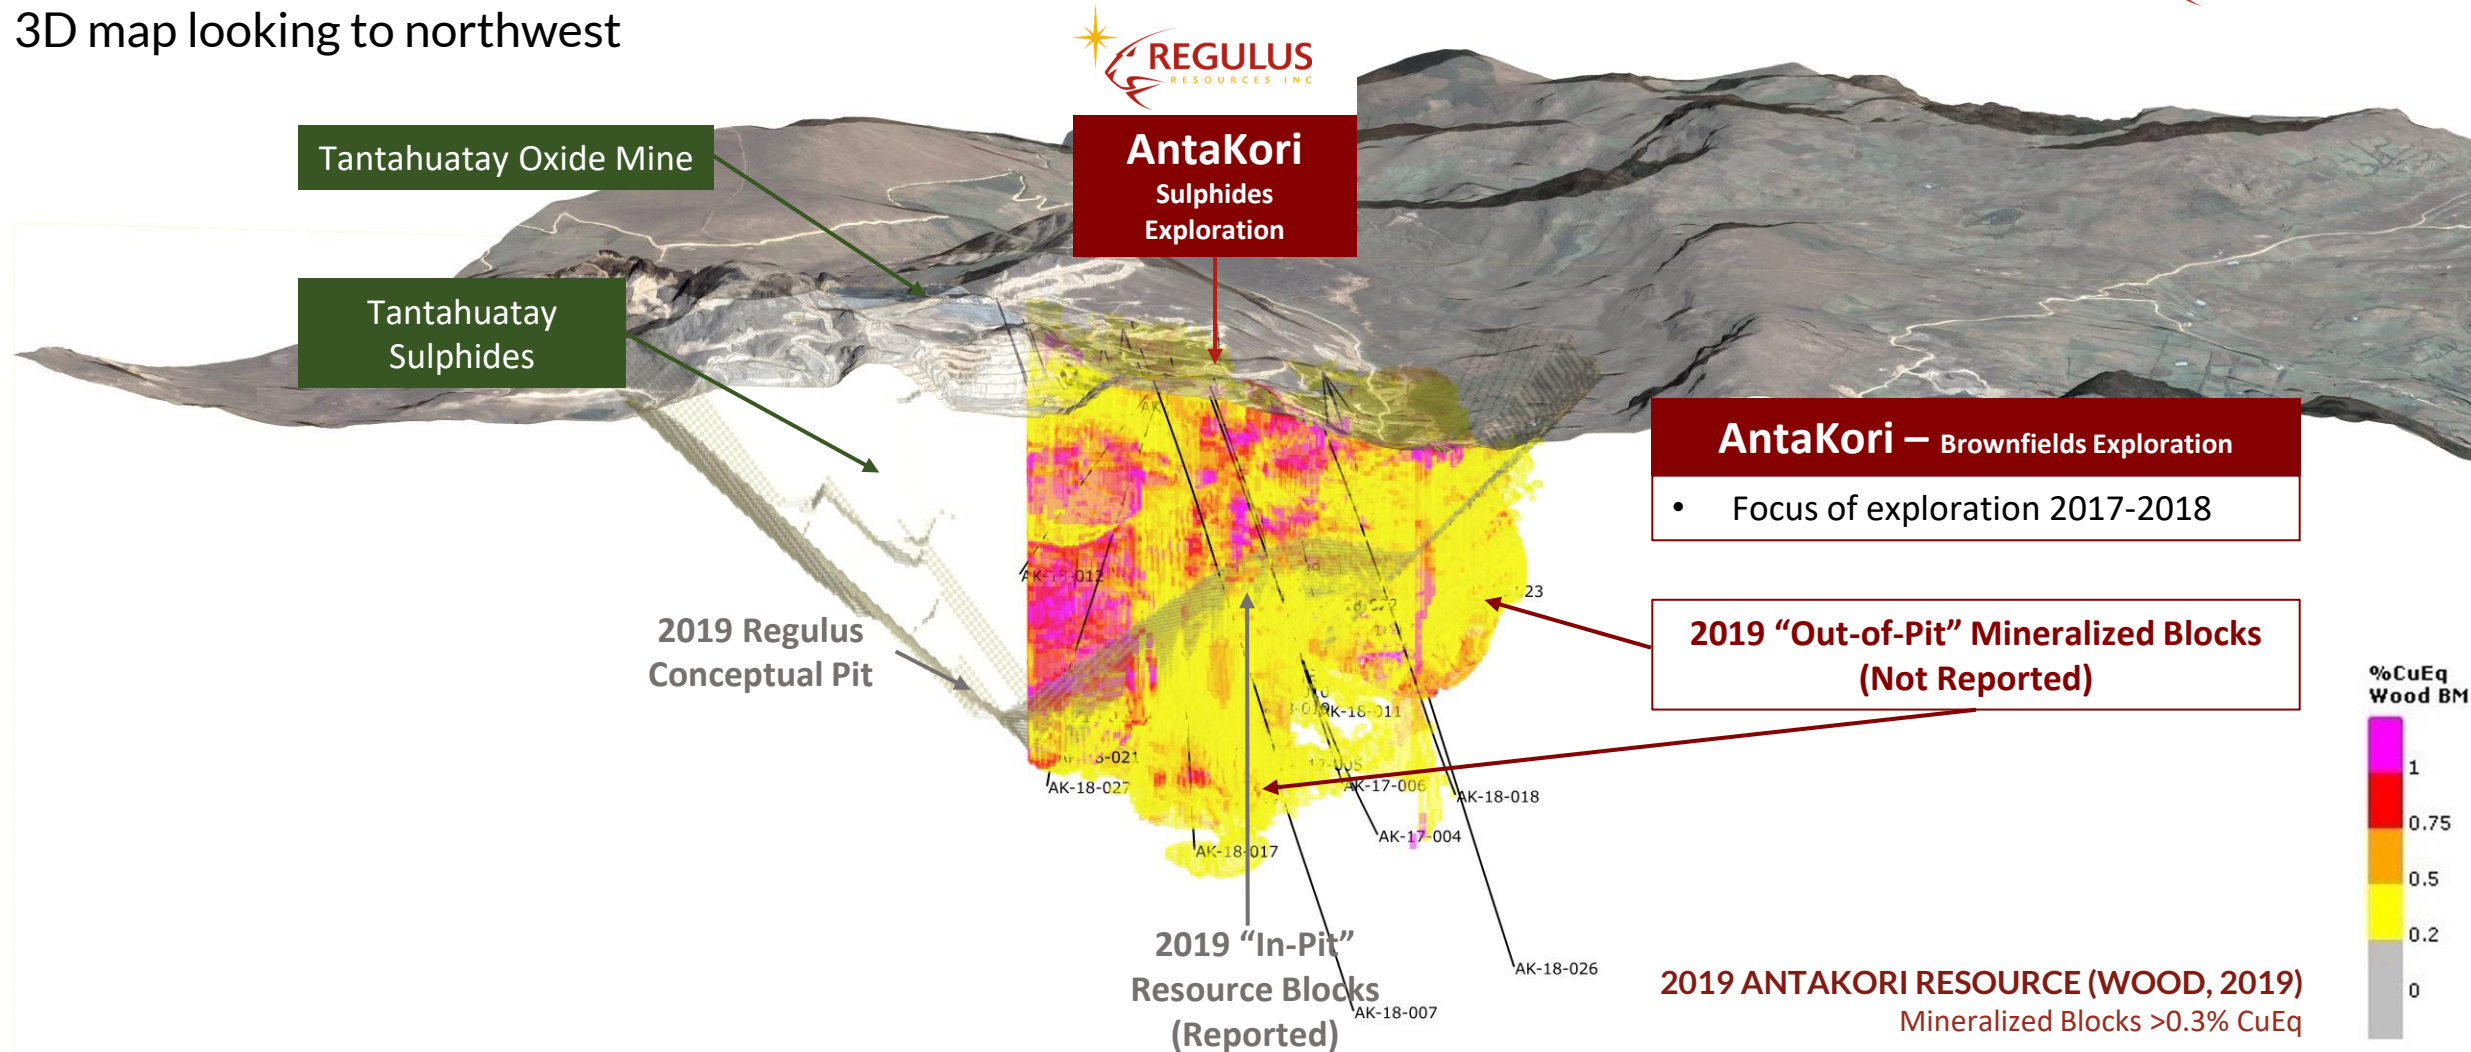 3D map looking to northwest
REGULUS
RESOURCES INC
Tantahuatay Oxide Mine
AntaKori
Sulphides
Exploration
Tantahuatay
Sulphides
AntaKori – Brownfields Exploration
• Focus of exploration 2017-2018
AK-18-012
23
2019 Regulus
Conceptual Pit
2019 “Out-of-Pit” Mineralized Blocks
(Not Reported)
AK-18-011
AK-18-027
AK-17-006
AK-18-018
AK-17-004
AK-18-017
2019 “In-Pit”
Resource Blocks
(Reported)
AK-18-026
AK-18-007
%CuEq
Wood BM
1
0.75
0.5
0.2
0
2019 ANTAKORI RESOURCE (WOOD, 2019)
Mineralized Blocks >0.3% CuEq